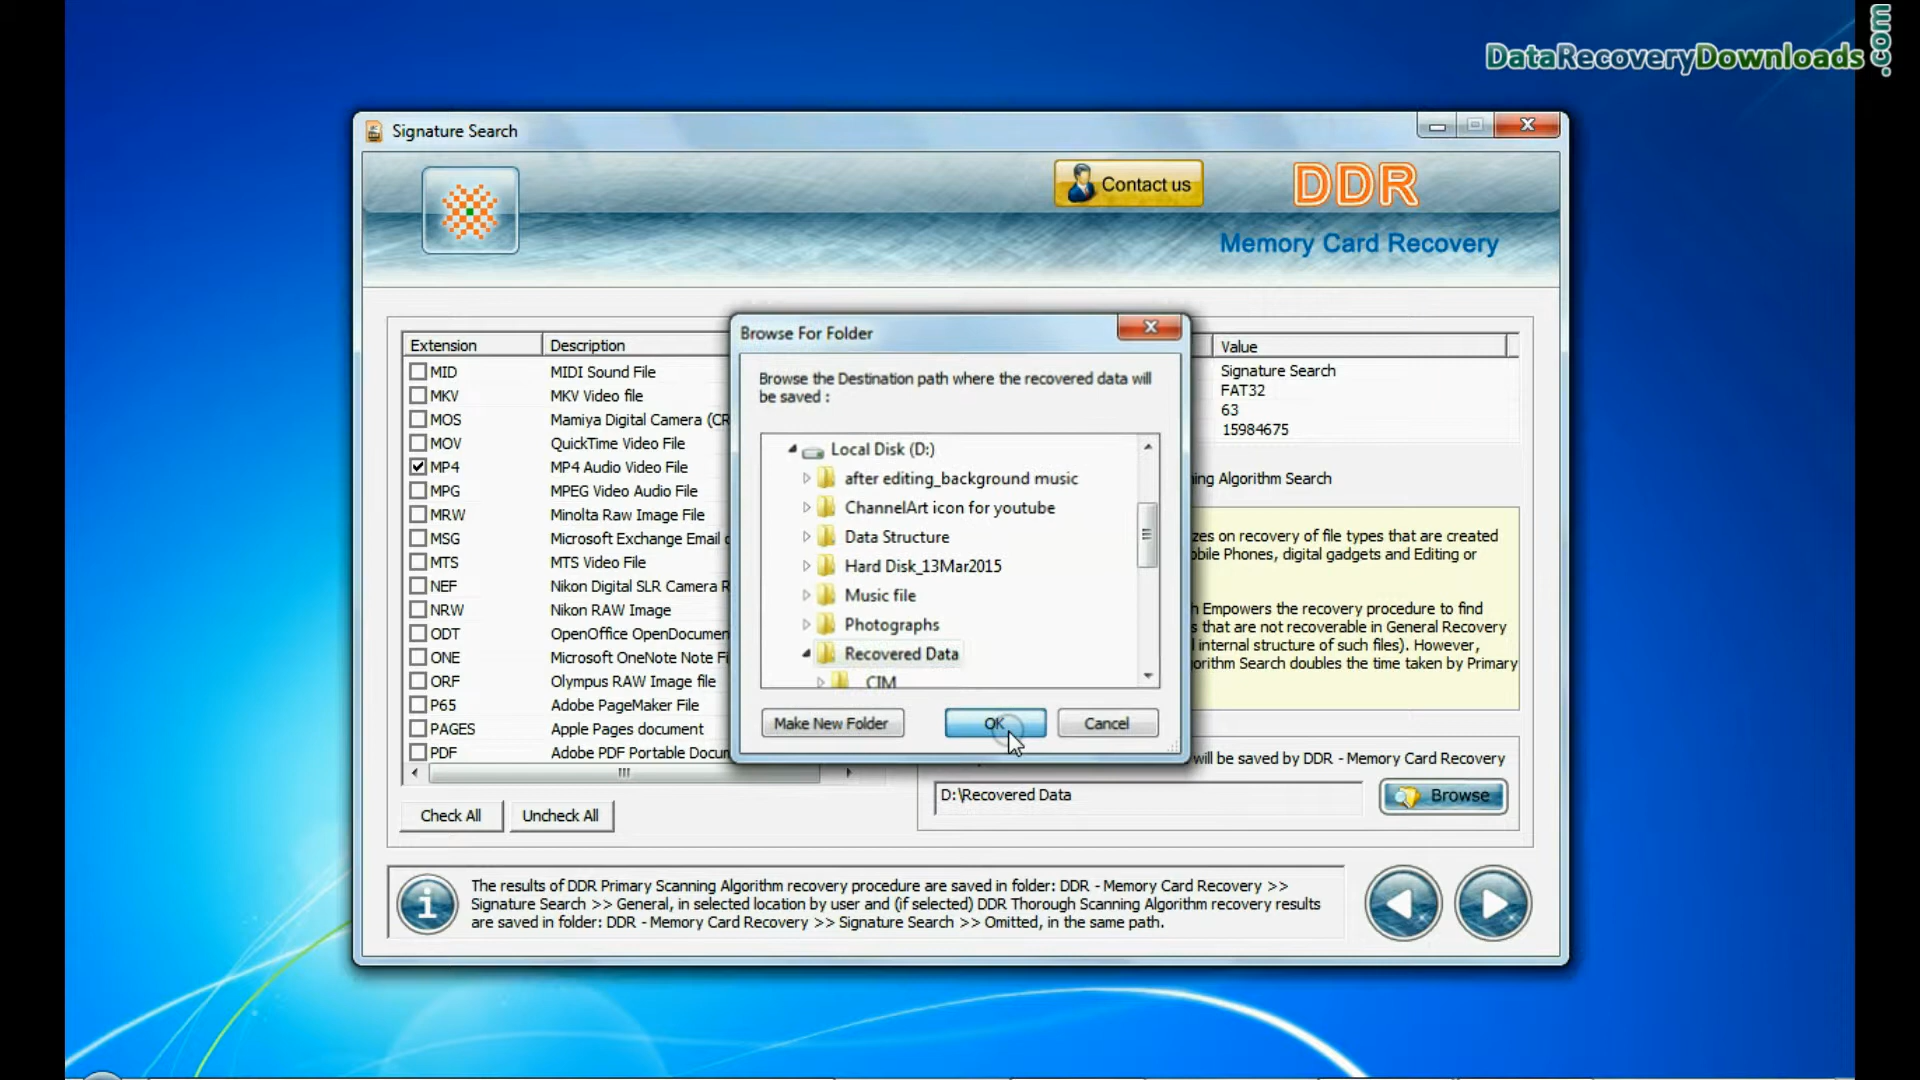 DataRecoveryDownloads.com
Signature Search
Contact us
DDR
Memory Card Recovery
Extension Description
MID MIDI Sound File
MKV MKV Video file
MOS Mamiya Digital Camera (CR
MOV QuickTime Video File
MP4 MP4 Audio Video File
MPG MPEG Video Audio File
MRW Minolta Raw Image File
MSG Microsoft Exchange Email
MTS MTS Video File
NEF Nikon Digital SLR Camera R
NRW Nikon RAW Image
ODT OpenOffice OpenDocumen
ONE Microsoft OneNote Note Fi
ORF Olympus RAW Image file
P65 Adobe PageMaker File
PAGES Apple Pages document
PDF Adobe PDF Portable Docum
Check All Uncheck All
Browse For Folder
Browse the Destination path where the recovered data will
be saved :
Local Disk (D:)
after editing_background music
ChannelArt icon for youtube
Data Structure
Hard Disk_13Mar2015
Music file
Photographs
Recovered Data
CIM
Make New Folder OK Cancel
Value
Signature Search
FAT32
63
15984675
ing Algorithm Search
zes on recovery of file types that are created
bile Phones, digital gadgets and Editing or
h Empowers the recovery procedure to find
s that are not recoverable in General Recovery
l internal structure of such files). However,
orithm Search doubles the time taken by Primary
will be saved by DDR - Memory Card Recovery
D:\Recovered Data Browse
The results of DDR Primary Scanning Algorithm recovery procedure are saved in folder: DDR - Memory Card Recovery >>
Signature Search >> General, in selected location by user and (if selected) DDR Thorough Scanning Algorithm recovery results
are saved in folder: DDR - Memory Card Recovery >> Signature Search >> Omitted, in the same path.